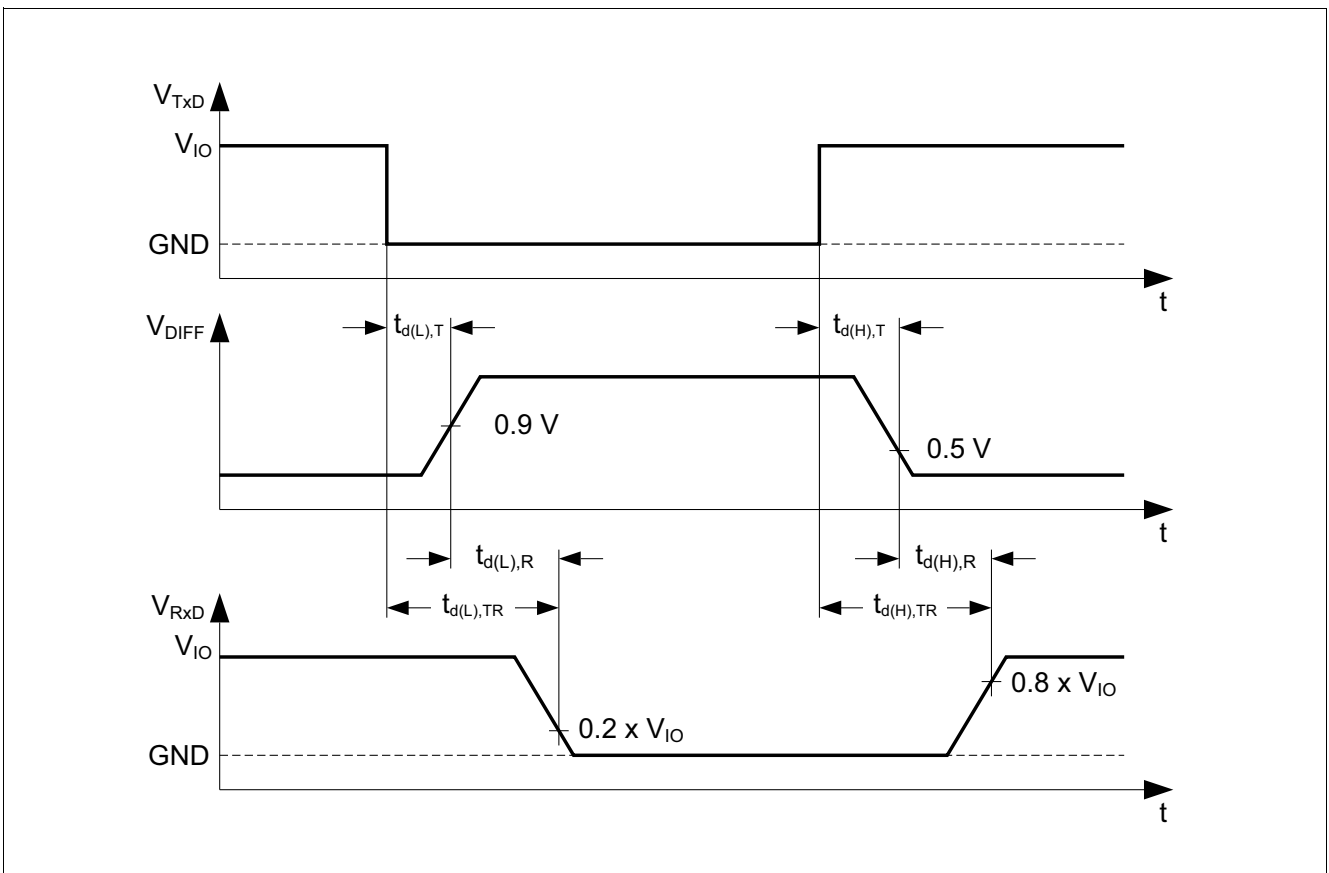 V_TxD
V_IO
GND
t
V_DIFF
t_d(L),T
t_d(H),T
0.9 V
0.5 V
t
t_d(L),R
t_d(H),R
V_RxD
t_d(L),TR
t_d(H),TR
V_IO
0.8 x V_IO
0.2 x V_IO
GND
t